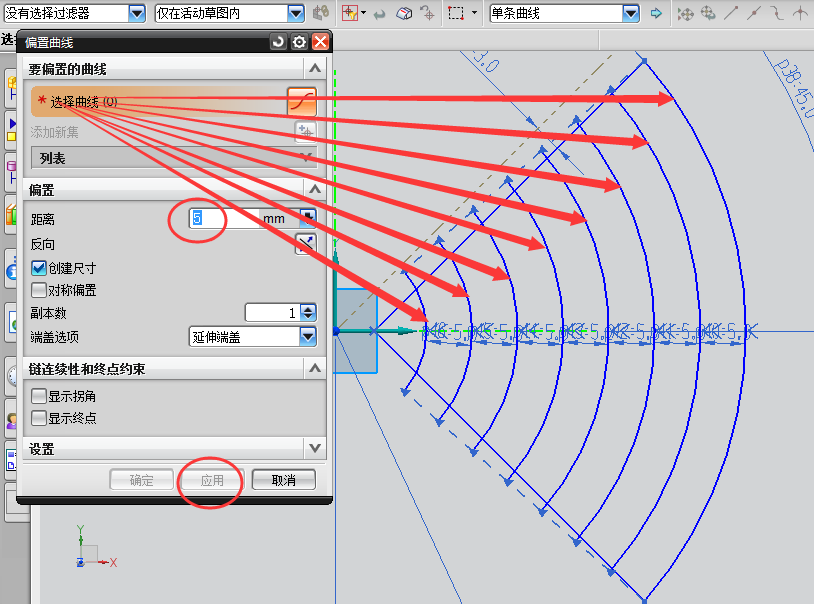 没有选择过滤器
仅在活动草图内
单条曲线
偏置曲线
要偏置的曲线
* 选择曲线 (0)
添加新集
列表
偏置
距离
5
mm
反向
创建尺寸
对称偏置
副本数
1
端盖选项
延伸端盖
链连续性和终点约束
显示拐角
显示终点
设置
确定
应用
取消
p38=45.0
Y
Z
X